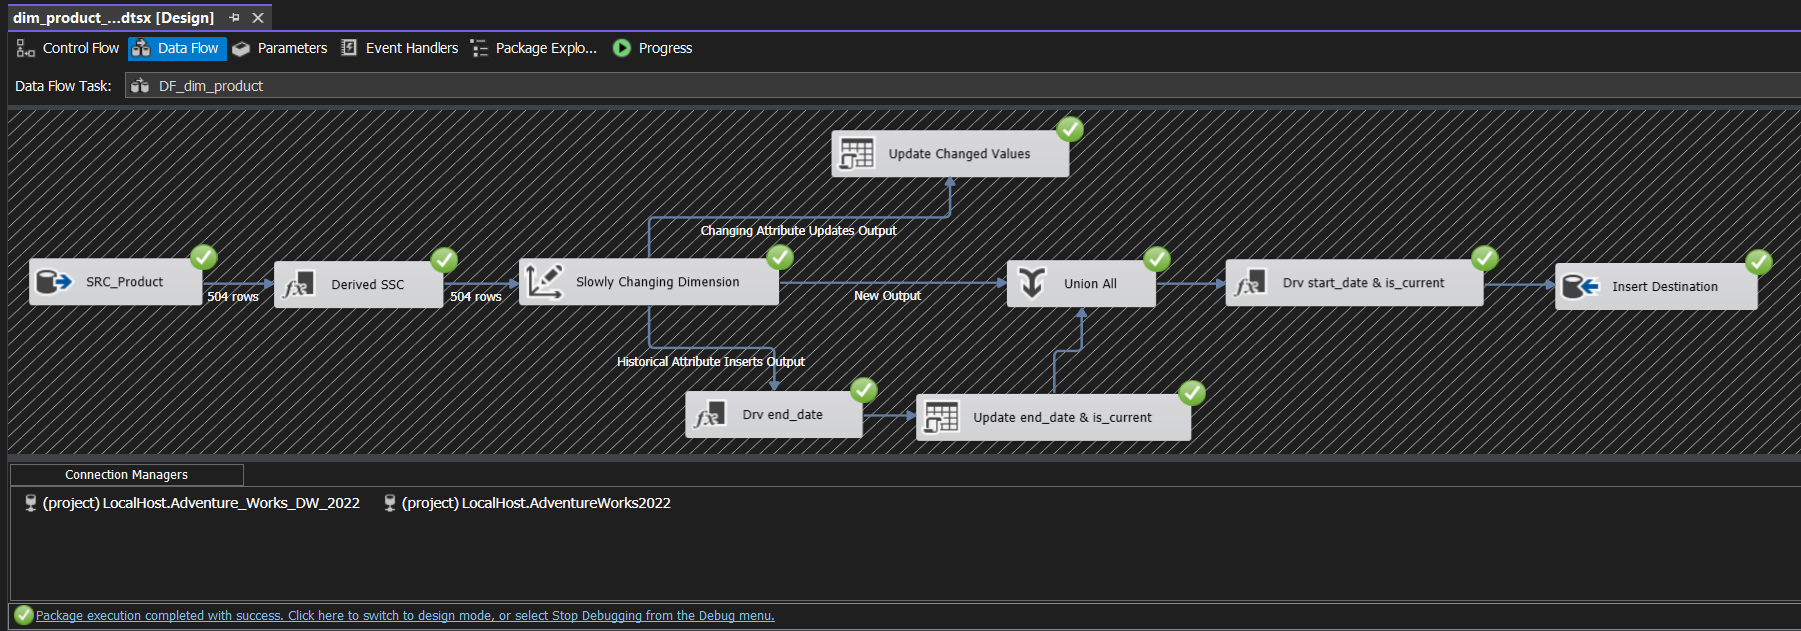 dim_product_...dtsx [Design]
Control Flow Data Flow Parameters Event Handlers Package Explo... Progress
Data Flow Task: DF_dim_product
Update Changed Values
Changing Attribute Updates Output
SRC_Product
504 rows
Derived SSC
504 rows
Slowly Changing Dimension
New Output
Union All
Drv start_date & is_current
Insert Destination
Historical Attribute Inserts Output
Drv end_date
Update end_date & is_current
Connection Managers
(project) LocalHost.Adventure_Works_DW_2022 (project) LocalHost.AdventureWorks2022
Package execution completed with success. Click here to switch to design mode, or select Stop Debugging from the Debug menu.